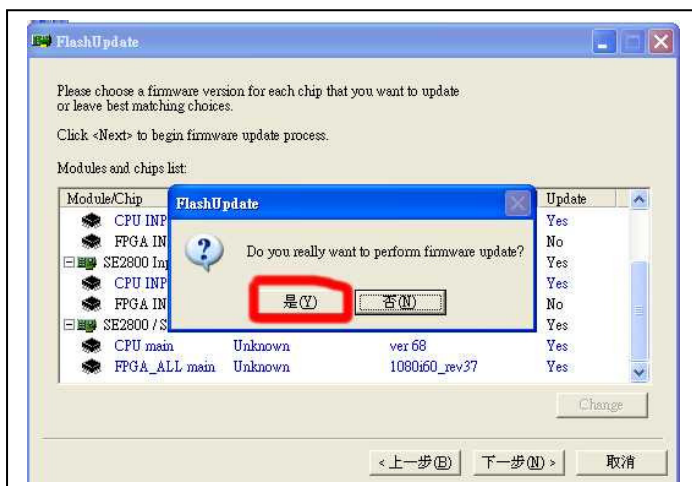 FlashUpdate
Please choose a firmware version for each chip that you want to update
or leave best matching choices.
Click <Next> to begin firmware update process.
Modules and chips list:
Module/Chip Update
CPU INP Yes
FPGA IN No
SE2800 Inp Yes
CPU INP Yes
FPGA IN No
SE2800 / S Yes
CPU main Unknown ver 68 Yes
FPGA_ALL main Unknown 1080i60_rev37 Yes
FlashUpdate
Do you really want to perform firmware update?
是(Y) 否(N)
Change
<上一步(B) 下一步(N)> 取消